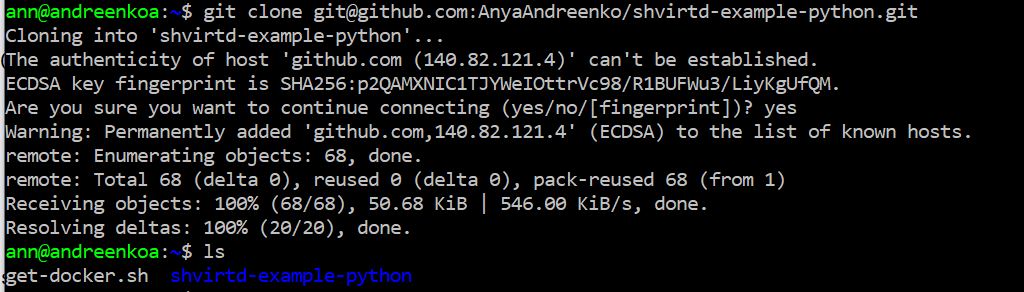 ann@andreenkoa:~$ git clone git@github.com:AnyaAndreenko/shvirtd-example-python.git
Cloning into 'shvirtd-example-python'...
The authenticity of host 'github.com (140.82.121.4)' can't be established.
ECDSA key fingerprint is SHA256:p2QAMXNIC1TJYWeIOttrVc98/R1BUFWu3/LiyKgUfQM.
Are you sure you want to continue connecting (yes/no/[fingerprint])? yes
Warning: Permanently added 'github.com,140.82.121.4' (ECDSA) to the list of known hosts.
remote: Enumerating objects: 68, done.
remote: Total 68 (delta 0), reused 0 (delta 0), pack-reused 68 (from 1)
Receiving objects: 100% (68/68), 50.68 KiB | 546.00 KiB/s, done.
Resolving deltas: 100% (20/20), done.
ann@andreenkoa:~$ ls
get-docker.sh  shvirtd-example-python